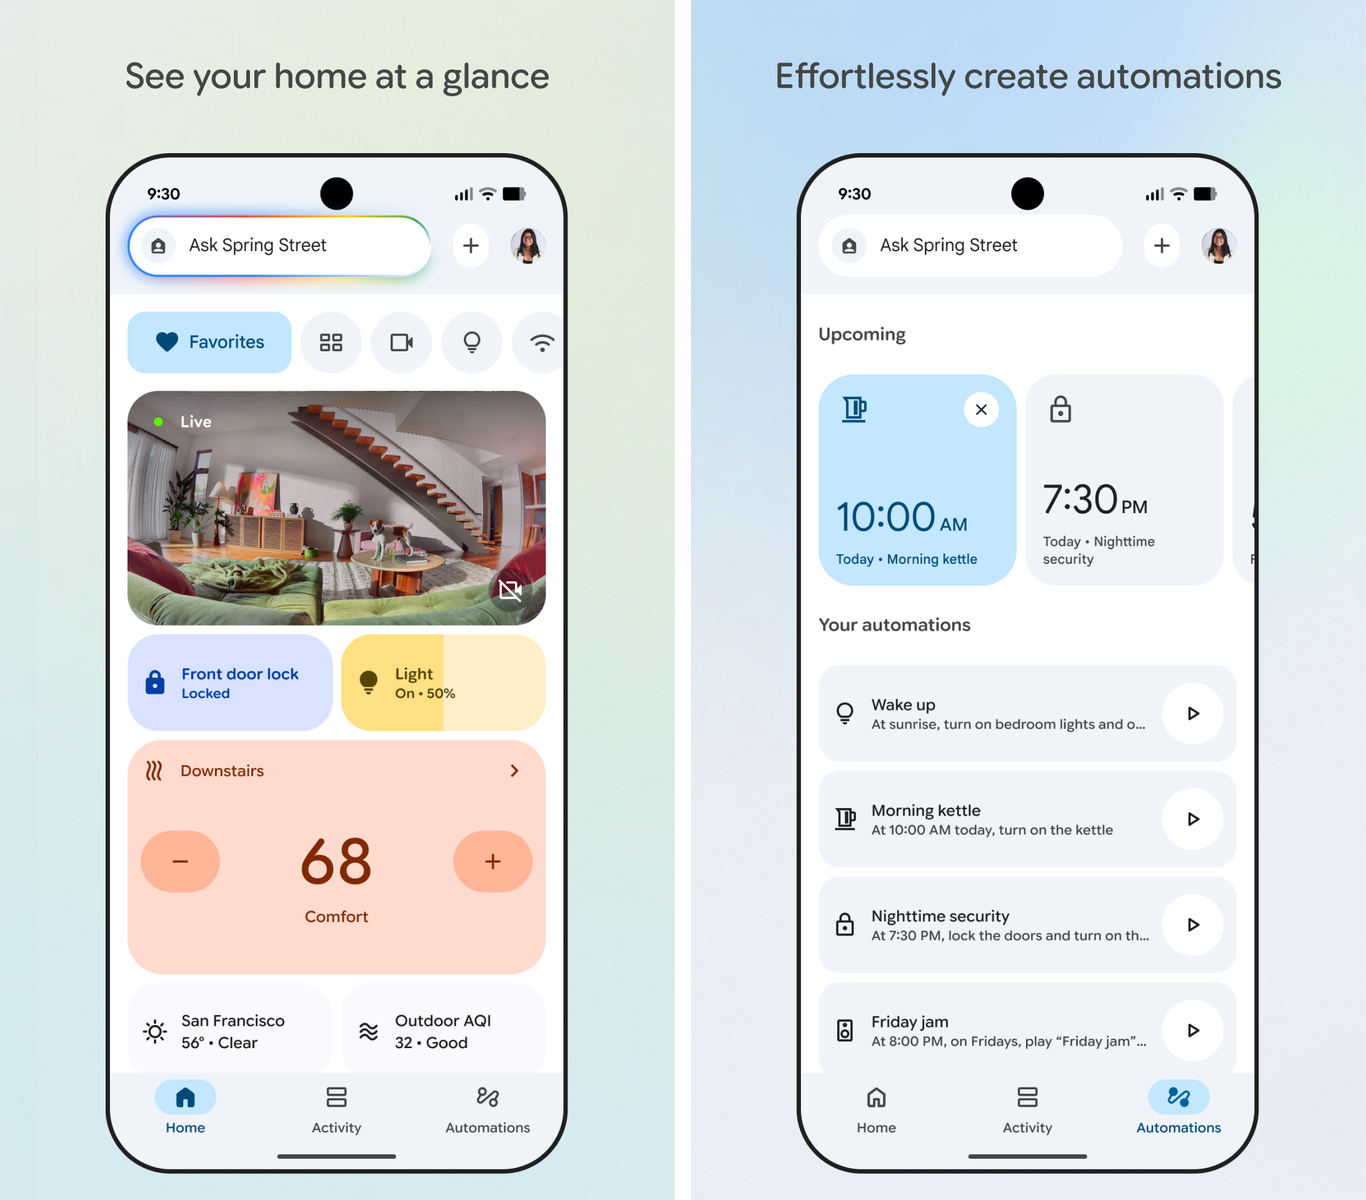 See your home at a glance
9:30
Ask Spring Street
Favorites
Live
Front door lock
Locked
Light
On • 50%
Downstairs
68
Comfort
San Francisco
56° • Clear
Outdoor AQI
32 • Good
Home
Activity
Automations
Effortlessly create automations
9:30
Ask Spring Street
Upcoming
10:00 AM
Today • Morning kettle
7:30 PM
Today • Nighttime
security
Your automations
Wake up
At sunrise, turn on bedroom lights and o...
Morning kettle
At 10:00 AM today, turn on the kettle
Nighttime security
At 7:30 PM, lock the doors and turn on th...
Friday jam
At 8:00 PM, on Fridays, play “Friday jam”...
Home
Activity
Automations